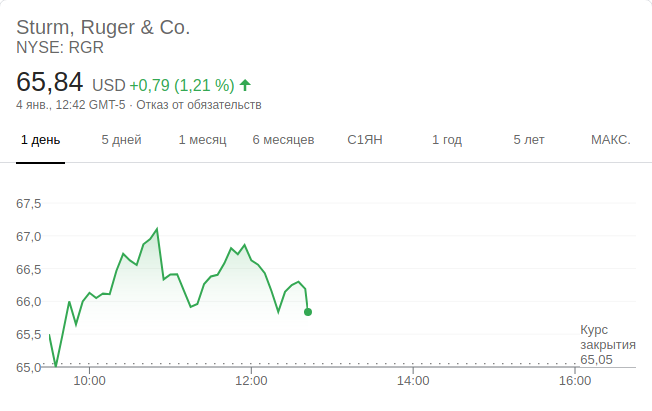 Sturm, Ruger & Co.
NYSE: RGR
65,84 USD +0,79 (1,21 %)
4 янв., 12:42 GMT-5 · Отказ от обязательств
1 день 5 дней 1 месяц 6 месяцев С1ЯН 1 год 5 лет МАКС.
67,5
67,0
66,5
66,0
65,5
65,0
Курс
закрытия
65,05
10:00 12:00 14:00 16:00